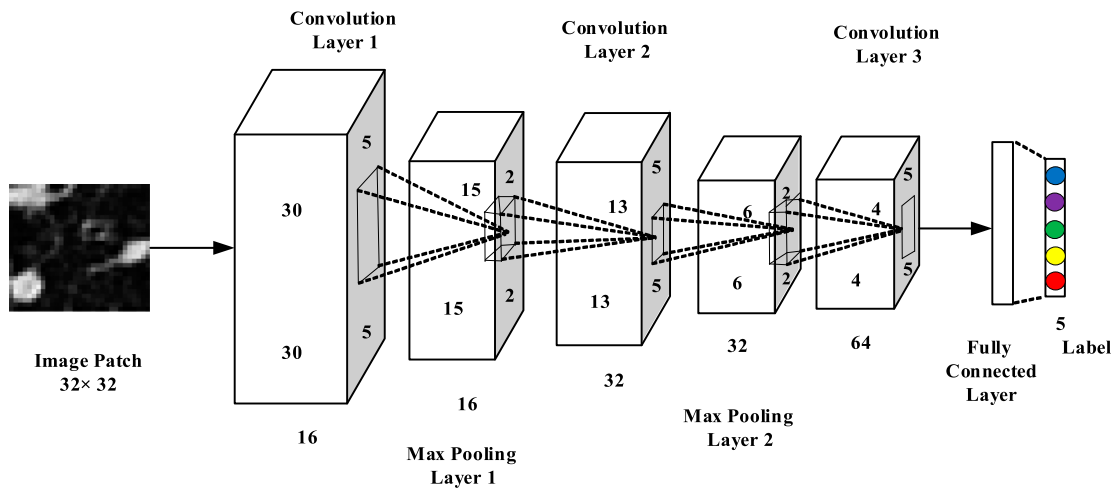 Convolution
Layer 1
Convolution
Layer 2
Convolution
Layer 3
5
30
5
30
16
15
2
15
2
16
Max Pooling
Layer 1
5
13
5
13
32
2
6
6
2
32
Max Pooling
Layer 2
5
4
5
4
64
Image Patch
32× 32
Fully
Connected
Layer
5
Label